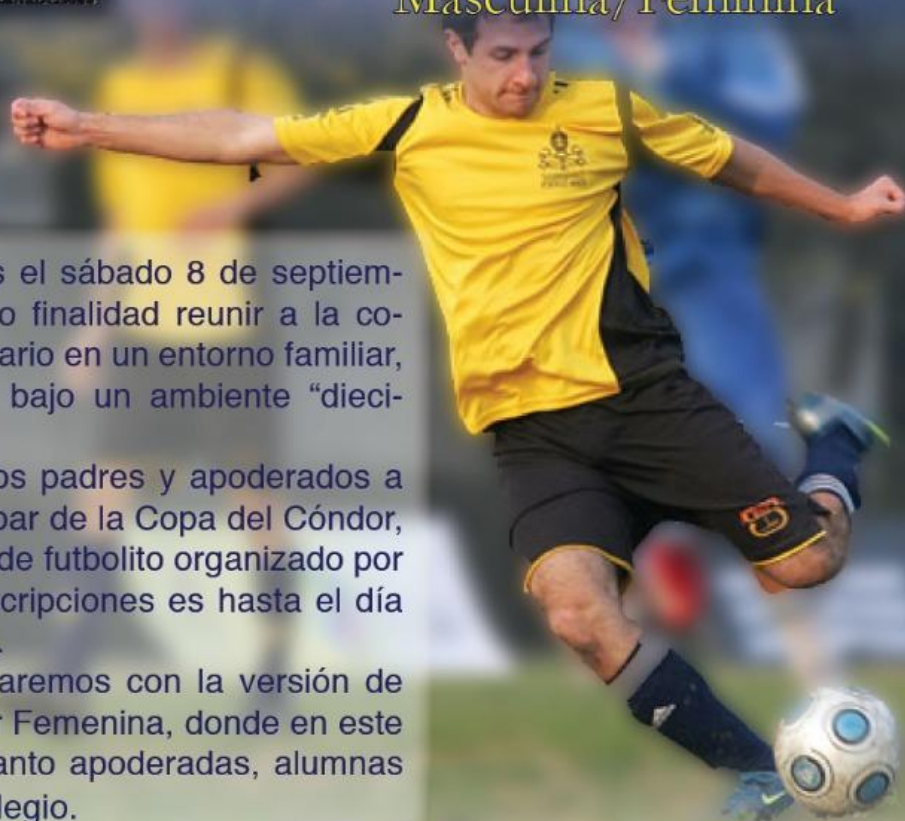 Masculina/Femenina
s el sábado 8 de septiem-
o finalidad reunir a la co-
ario en un entorno familiar,
bajo un ambiente “dieci-
os padres y apoderados a
par de la Copa del Cóndor,
de futbolito organizado por
cripciones es hasta el día
.
aremos con la versión de
r Femenina, donde en este
anto apoderadas, alumnas
legio.